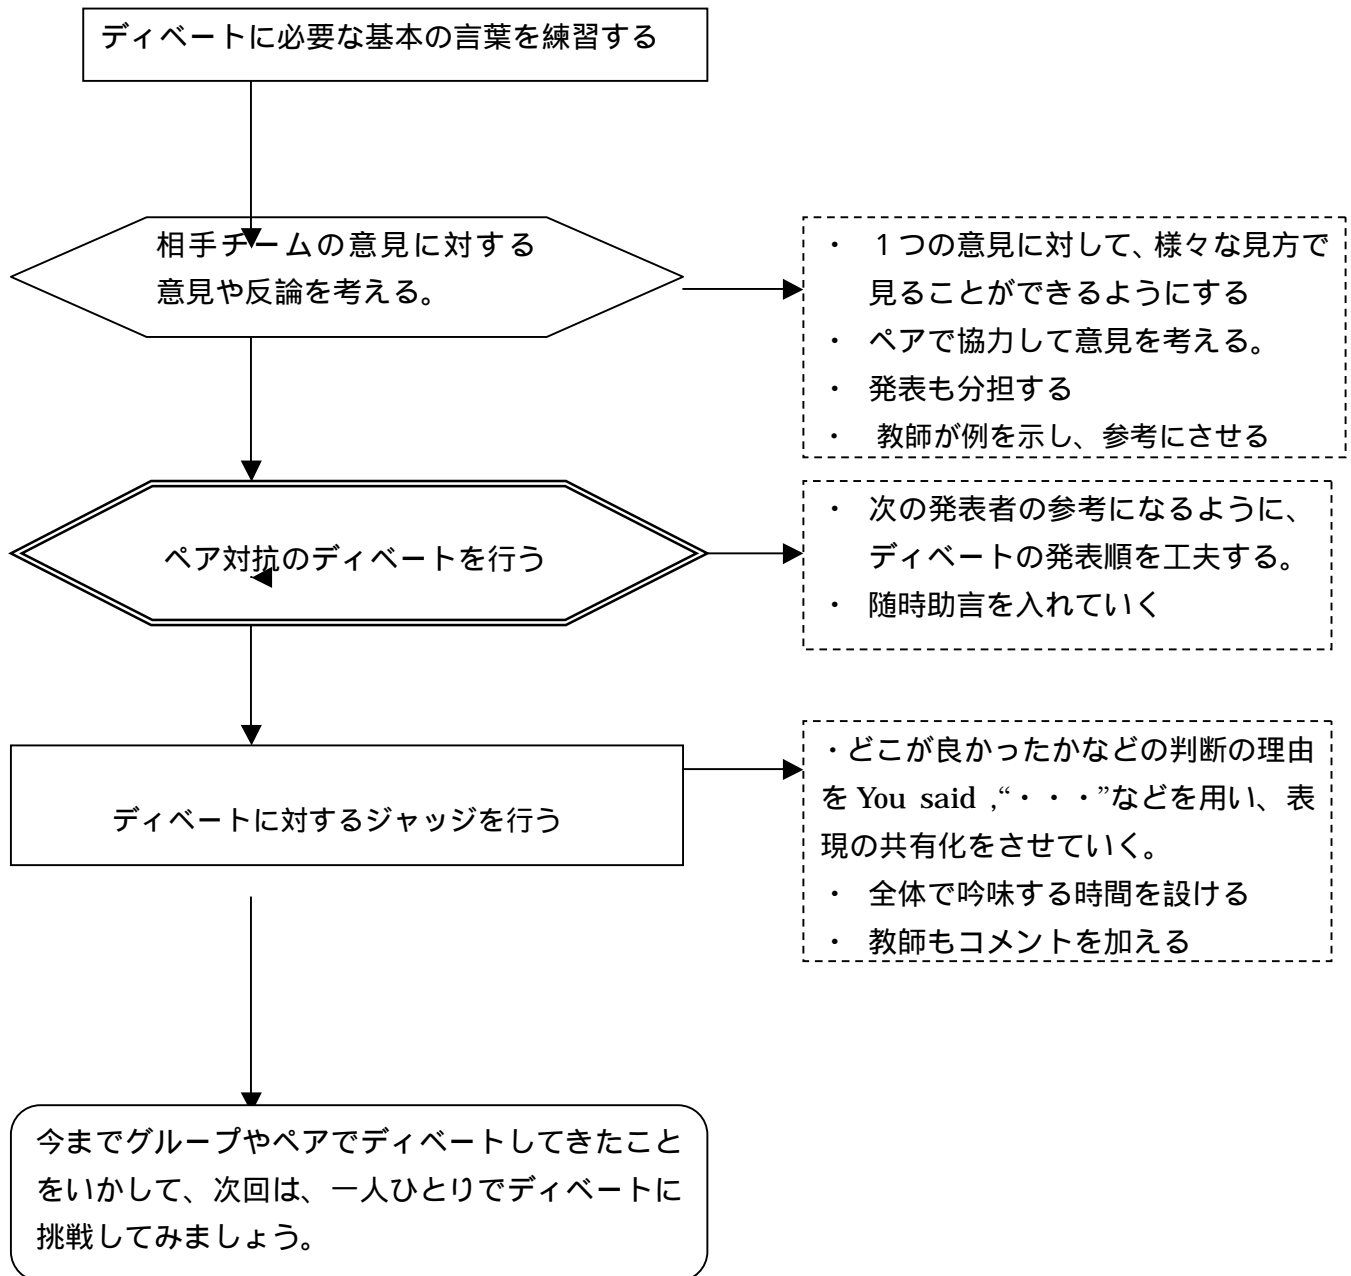 ディベートに必要な基本の言葉を練習する
相手チームの意見に対する
意見や反論を考える。
・ 1つの意見に対して、様々な見方で
見ることができるようにする
・ ペアで協力して意見を考える。
・ 発表も分担する
・ 教師が例を示し、参考にさせる
ペア対抗のディベートを行う
・ 次の発表者の参考になるように、
ディベートの発表順を工夫する。
・ 随時助言を入れていく
ディベートに対するジャッジを行う
・どこが良かったかなどの判断の理由
を You said ,“・・・”などを用い、表
現の共有化をさせていく。
・ 全体で吟味する時間を設ける
・ 教師もコメントを加える
今までグループやペアでディベートしてきたこと
をいかして、次回は、一人ひとりでディベートに
挑戦してみましょう。